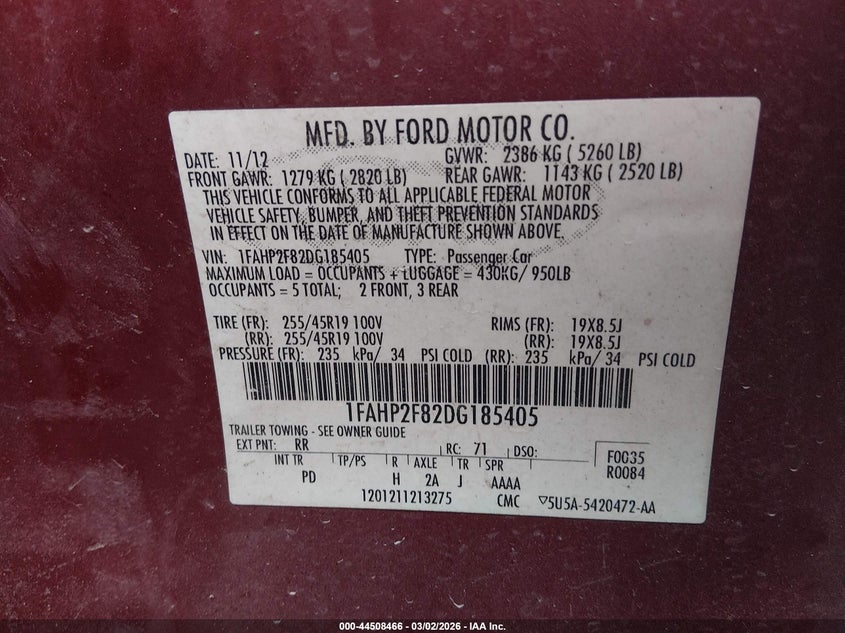 MFD. BY FORD MOTOR CO.
DATE: 11/12 GVWR: 2386 KG ( 5260 LB)
FRONT GAWR: 1279 KG ( 2820 LB) REAR GAWR: 1143 KG ( 2520 LB)
THIS VEHICLE CONFORMS TO ALL APPLICABLE FEDERAL MOTOR
VEHICLE SAFETY, BUMPER, AND THEFT PREVENTION STANDARDS
IN EFFECT ON THE DATE OF MANUFACTURE SHOWN ABOVE.
VIN: 1FAHP2F82DG185405 TYPE: Passenger Car
MAXIMUM LOAD = OCCUPANTS + LUGGAGE = 430KG/ 950LB
OCCUPANTS = 5 TOTAL; 2 FRONT, 3 REAR
TIRE (FR): 255/45R19 100V RIMS (FR): 19X8.5J
(RR): 255/45R19 100V (RR): 19X8.5J
PRESSURE (FR): 235 kPa/ 34 PSI COLD (RR): 235 kPa/ 34 PSI COLD
1FAHP2F82DG185405
TRAILER TOWING - SEE OWNER GUIDE
EXT PNT: RR RC: 71 DSO: F0G35
INT TR TP/PS R AXLE TR SPR R0084
PD H 2A J AAAA
1201211213275 CMC ▽5U5A-5420472-AA
000-44508466 - 03/02/2026 - IAA Inc.